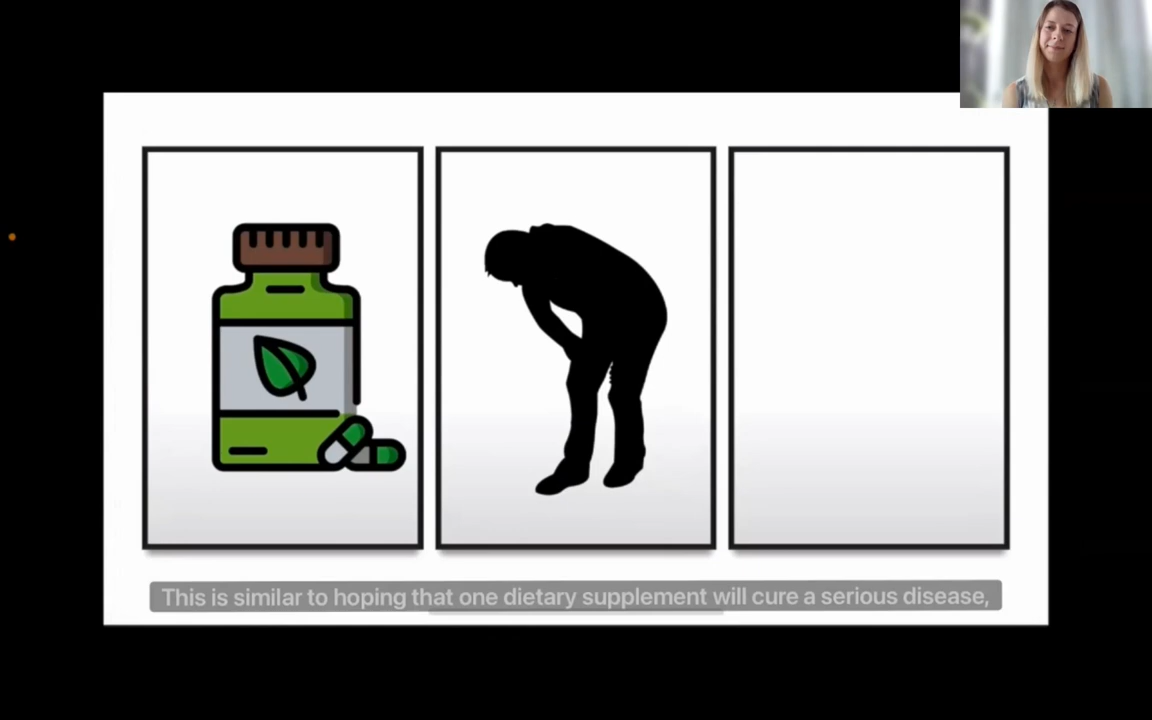 This is similar to hoping that one dietary supplement will cure a serious disease,